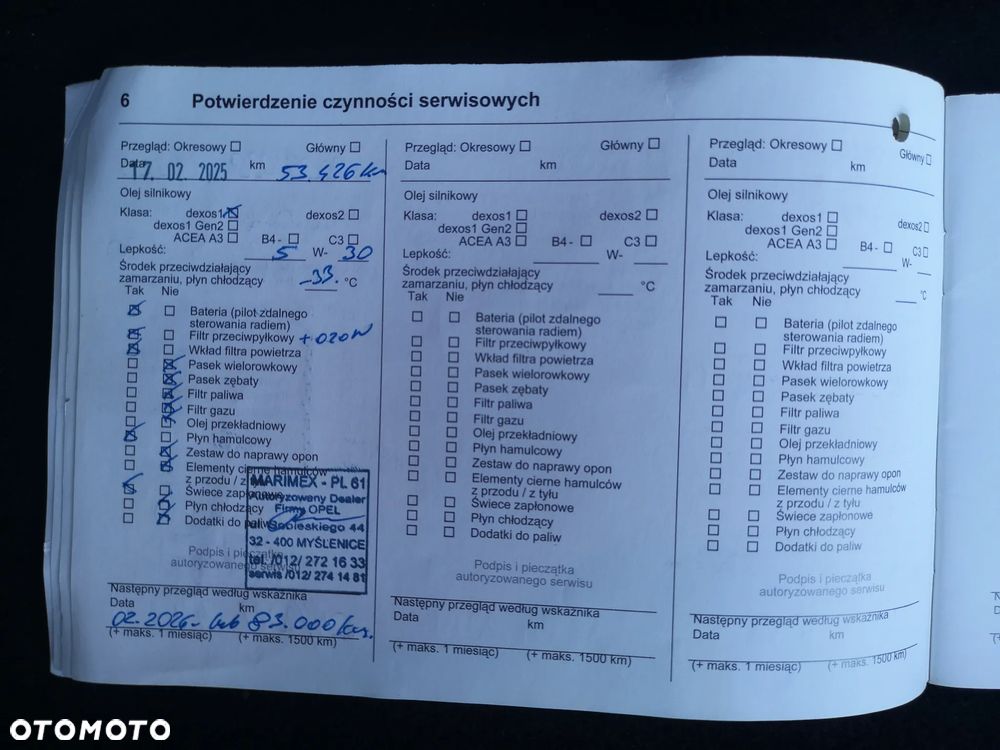 6 Potwierdzenie czynności serwisowych
Przegląd: Okresowy Główny
Data 17. 02. 2025 km 53.426 km
Olej silnikowy
Klasa: dexos1 dexos2
dexos1 Gen2
ACEA A3 B4 - C3
Lepkość: 5 W- 30
Środek przeciwdziałający
zamarzaniu, płyn chłodzący -33. °C
Tak Nie
Bateria (pilot zdalnego
sterowania radiem)
Filtr przeciwpyłkowy + ozon
Wkład filtra powietrza
Pasek wielorowkowy
Pasek zębaty
Filtr paliwa
Filtr gazu
Olej przekładniowy
Płyn hamulcowy
Zestaw do naprawy opon
Elementy cierne hamulców
z przodu / z
Świece zapłonowe
Płyn chłodzący
Dodatki do paliw
MARIMEX - PL 61
Autoryzowany Dealer
Firmy OPEL
ul. Sobieskiego 44
32 - 400 MYŚLENICE
tel. /012/ 272 16 33
serwis /012/ 274 14 81
Podpis i pieczątka
autoryzowanego serwisu
Następny przegląd według wskaźnika
Data km
02.2026- lub 83.000 km.
(+ maks. 1 miesiąc) (+ maks. 1500 km)
Przegląd: Okresowy Główny
Data km
Olej silnikowy
Klasa: dexos1 dexos2
dexos1 Gen2
ACEA A3 B4 - C3
Lepkość: W-
Środek przeciwdziałający
zamarzaniu, płyn chłodzący °C
Tak Nie
Bateria (pilot zdalnego
sterowania radiem)
Filtr przeciwpyłkowy
Wkład filtra powietrza
Pasek wielorowkowy
Pasek zębaty
Filtr paliwa
Filtr gazu
Olej przekładniowy
Płyn hamulcowy
Zestaw do naprawy opon
Elementy cierne hamulców
z przodu / z tyłu
Świece zapłonowe
Płyn chłodzący
Dodatki do paliw
Podpis i pieczątka
autoryzowanego serwisu
Następny przegląd według wskaźnika
Data km
(+ maks. 1 miesiąc) (+ maks. 1500 km)
Przegląd: Okresowy Główny
Data km
Olej silnikowy
Klasa: dexos1 dexos2
dexos1 Gen2
ACEA A3 B4 - C3
Lepkość: W-
Środek przeciwdziałający
zamarzaniu, płyn chłodzący °C
Tak Nie
Bateria (pilot zdalnego
sterowania radiem)
Filtr przeciwpyłkowy
Wkład filtra powietrza
Pasek wielorowkowy
Pasek zębaty
Filtr paliwa
Filtr gazu
Olej przekładniowy
Płyn hamulcowy
Zestaw do naprawy opon
Elementy cierne hamulców
z przodu / z tyłu
Świece zapłonowe
Płyn chłodzący
Dodatki do paliw
Podpis i pieczątka
autoryzowanego serwisu
Następny przegląd według wskaźnika
Data km
(+ maks. 1 miesiąc) (+ maks. 1500 km)
OTOMOTO